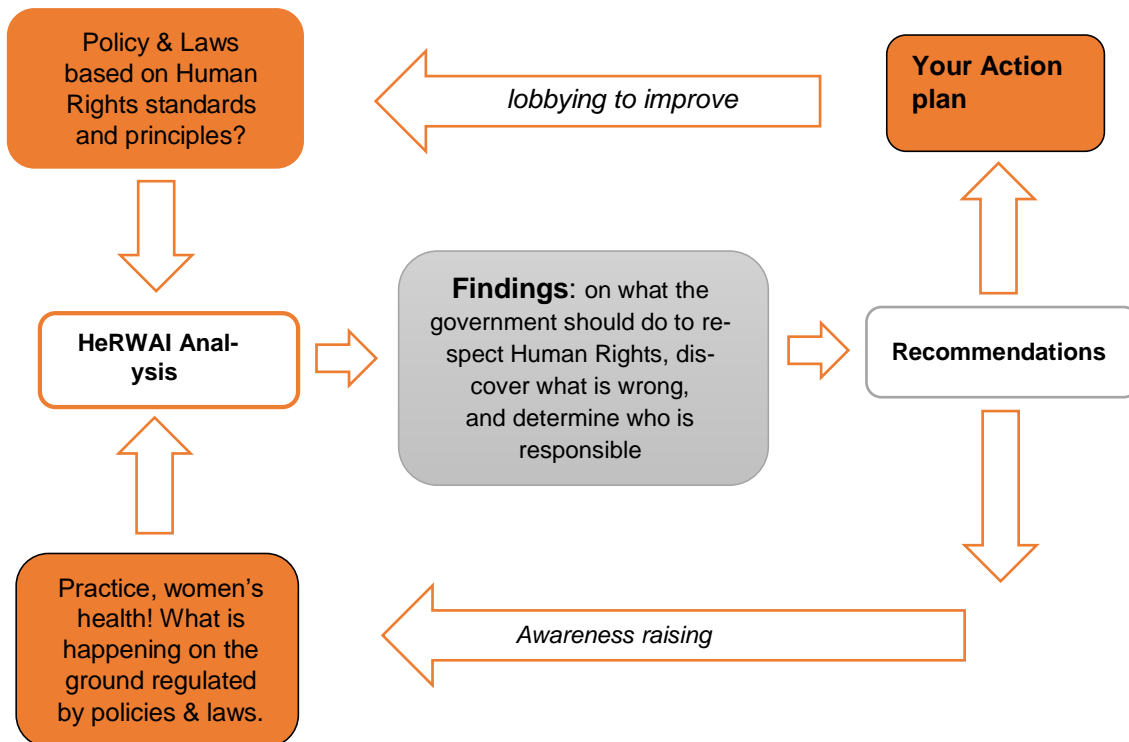 Policy & Laws
based on Human
Rights standards
and principles?
lobbying to improve
Your Action
plan
HeRWAI Anal-
ysis
Findings: on what the
government should do to re-
spect Human Rights, dis-
cover what is wrong,
and determine who is
responsible
Recommendations
Practice, women’s
health! What is
happening on the
ground regulated
by policies & laws.
Awareness raising